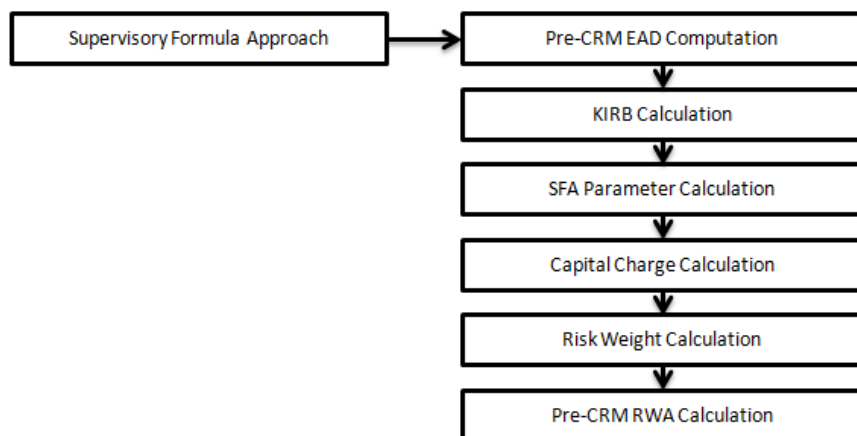 Supervisory Formula Approach
Pre-CRM EAD Computation
KIRB Calculation
SFA Parameter Calculation
Capital Charge Calculation
Risk Weight Calculation
Pre-CRM RWA Calculation